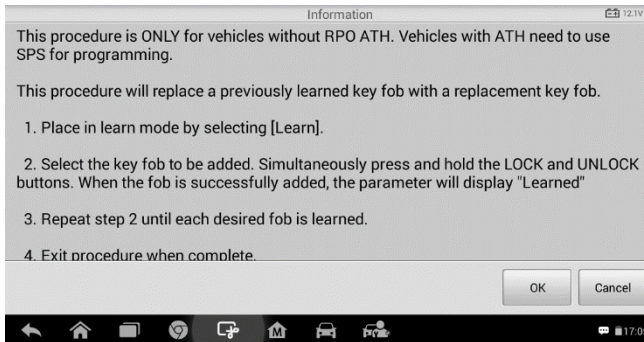 Information
12.1V
This procedure is ONLY for vehicles without RPO ATH. Vehicles with ATH need to use
SPS for programming.
This procedure will replace a previously learned key fob with a replacement key fob.
1. Place in learn mode by selecting [Learn].
2. Select the key fob to be added. Simultaneously press and hold the LOCK and UNLOCK
buttons. When the fob is successfully added, the parameter will display "Learned"
3. Repeat step 2 until each desired fob is learned.
4. Exit procedure when complete.
OK
Cancel
M